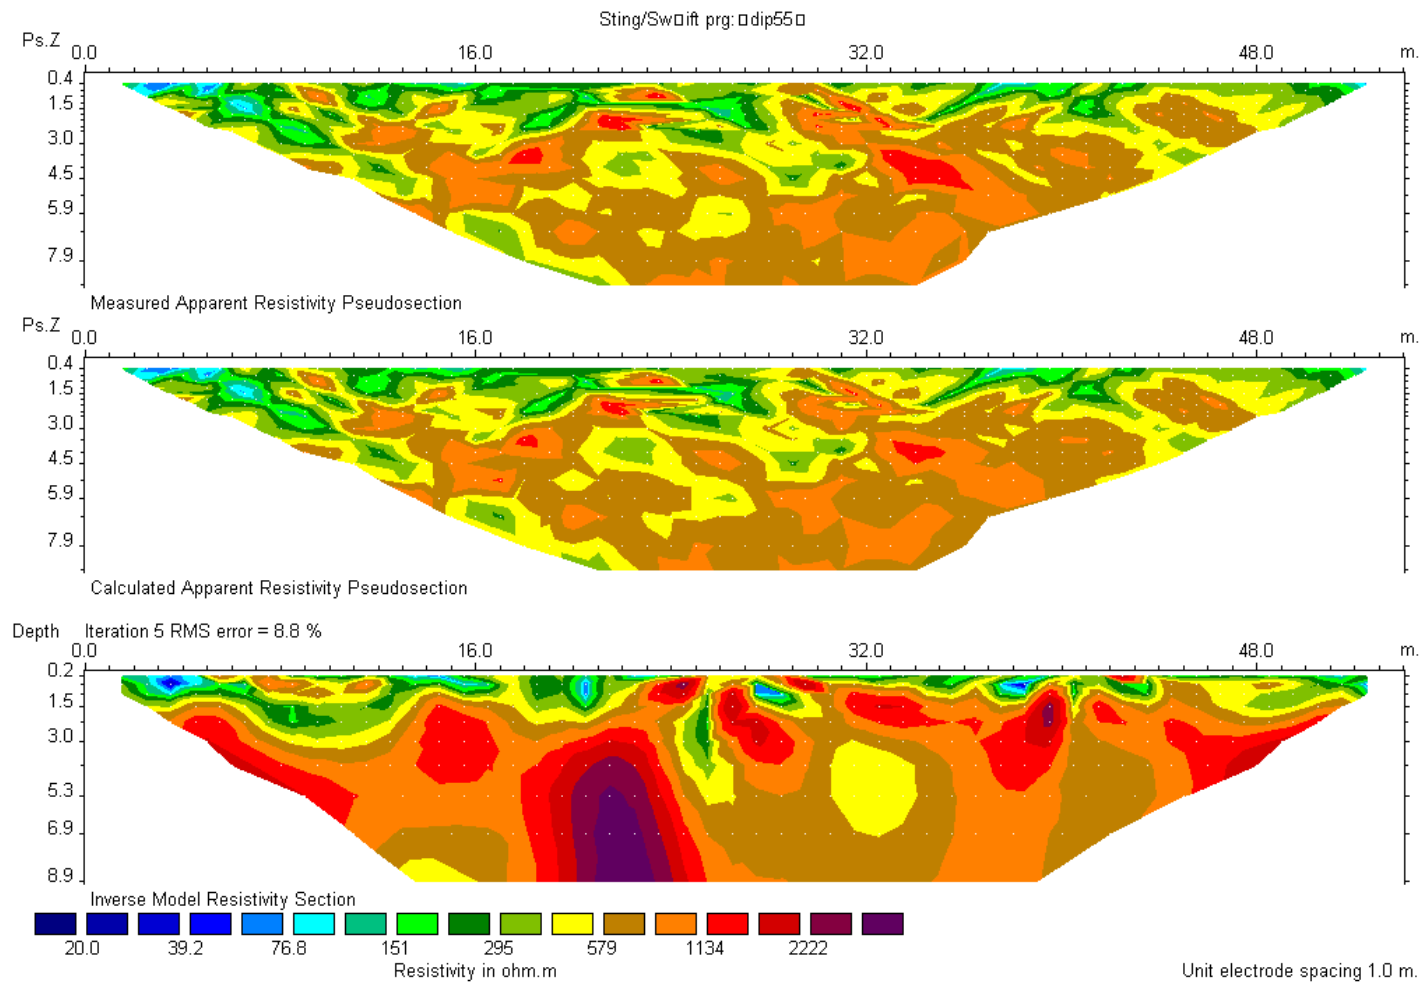 Sting/Sw▯ift prg: ▯dip55▯
Ps.Z 0.0 16.0 32.0 48.0 m.
0.4
1.5
3.0
4.5
5.9
7.9
Measured Apparent Resistivity Pseudosection
Ps.Z 0.0 16.0 32.0 48.0 m.
0.4
1.5
3.0
4.5
5.9
7.9
Calculated Apparent Resistivity Pseudosection
Depth Iteration 5 RMS error = 8.8 %
0.0 16.0 32.0 48.0 m.
0.2
1.5
3.0
5.3
6.9
8.9
Inverse Model Resistivity Section
20.0 39.2 76.8 151 295 579 1134 2222
Resistivity in ohm.m Unit electrode spacing 1.0 m.